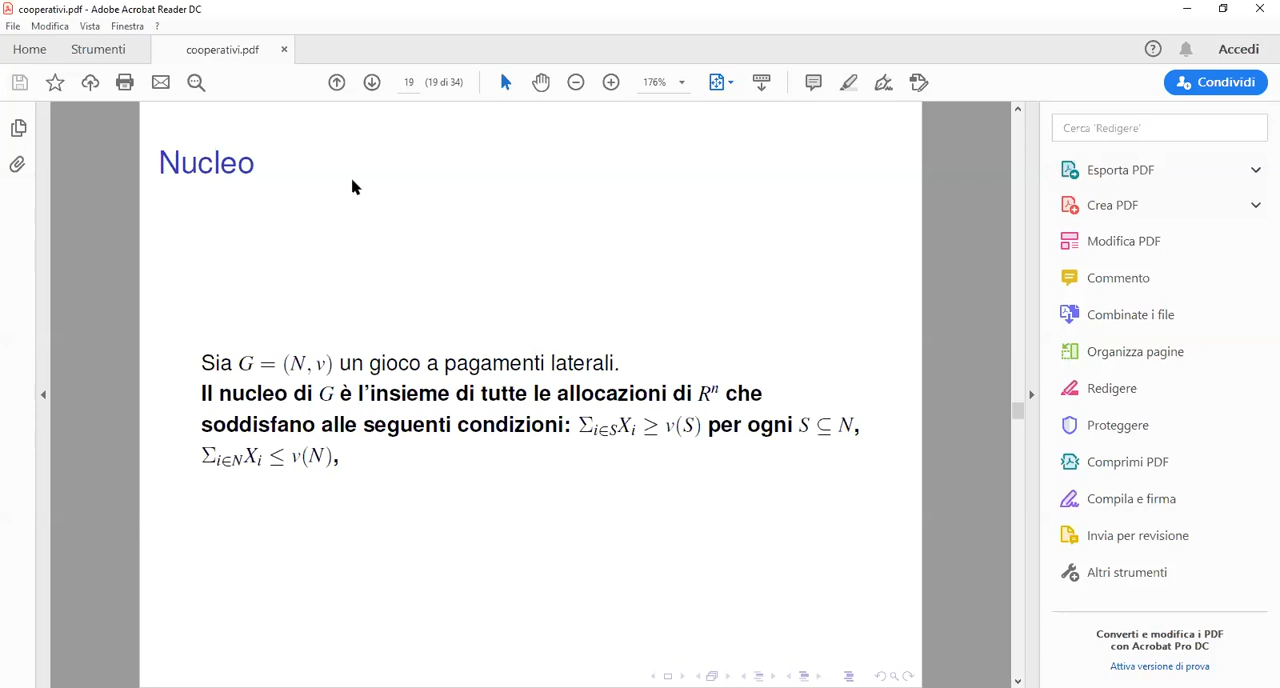 cooperativi.pdf - Adobe Acrobat Reader DC
File Modifica Vista Finestra ?
Home Strumenti cooperativi.pdf × ? Accedi
19 (19 di 34) 176% Condividi
Nucleo
Sia G = (N, v) un gioco a pagamenti laterali.
Il nucleo di G è l'insieme di tutte le allocazioni di Rⁿ che
soddisfano alle seguenti condizioni: Σ_{i∈S}X_i ≥ v(S) per ogni S ⊆ N,
Σ_{i∈N}X_i ≤ v(N),
Cerca 'Redigere'
Esporta PDF
Crea PDF
Modifica PDF
Commento
Combinate i file
Organizza pagine
Redigere
Proteggere
Comprimi PDF
Compila e firma
Invia per revisione
Altri strumenti
Converti e modifica i PDF
con Acrobat Pro DC
Attiva versione di prova